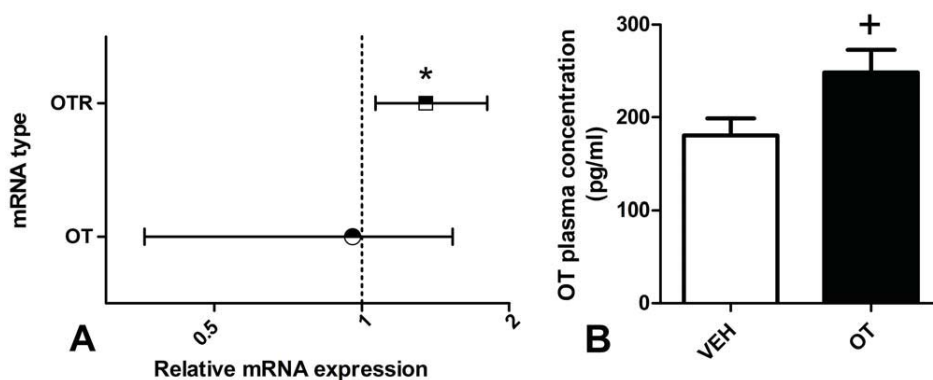 mRNA type
OTR
*
OT
0.5
1
2
A
Relative mRNA expression
OT plasma concentration
(pg/ml)
300
200
100
0
+
VEH
OT
B